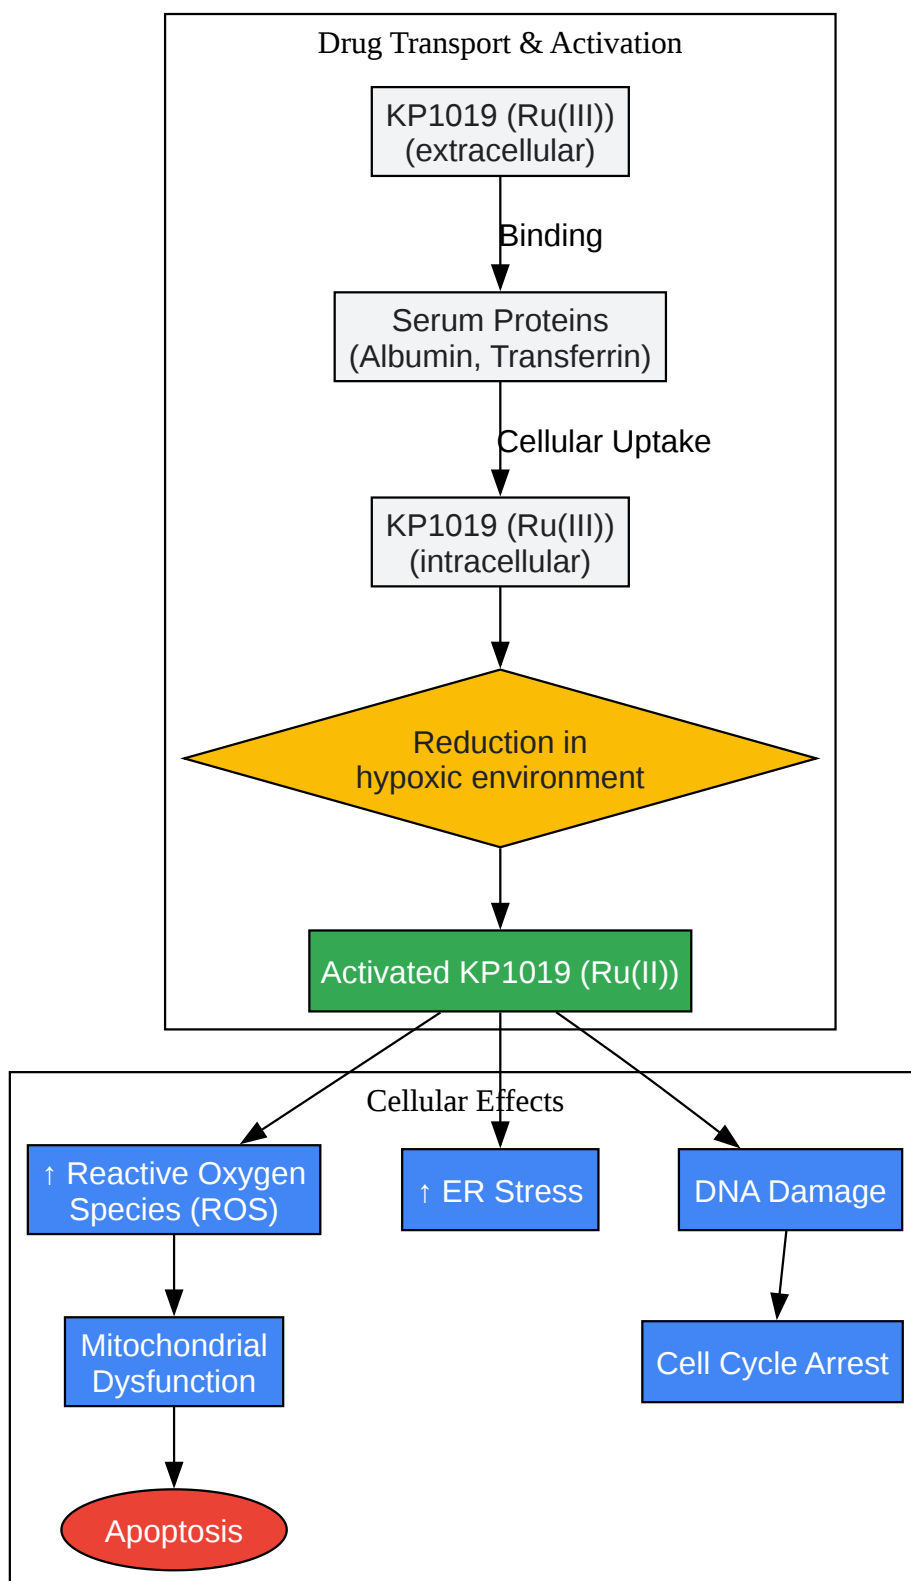 Drug Transport & Activation
KP1019 (Ru(III))
(extracellular)
Binding
Serum Proteins
(Albumin, Transferrin)
Cellular Uptake
KP1019 (Ru(III))
(intracellular)
Reduction in
hypoxic environment
Activated KP1019 (Ru(II))
Cellular Effects
↑ Reactive Oxygen
Species (ROS)
↑ ER Stress
DNA Damage
Mitochondrial
Dysfunction
Cell Cycle Arrest
Apoptosis